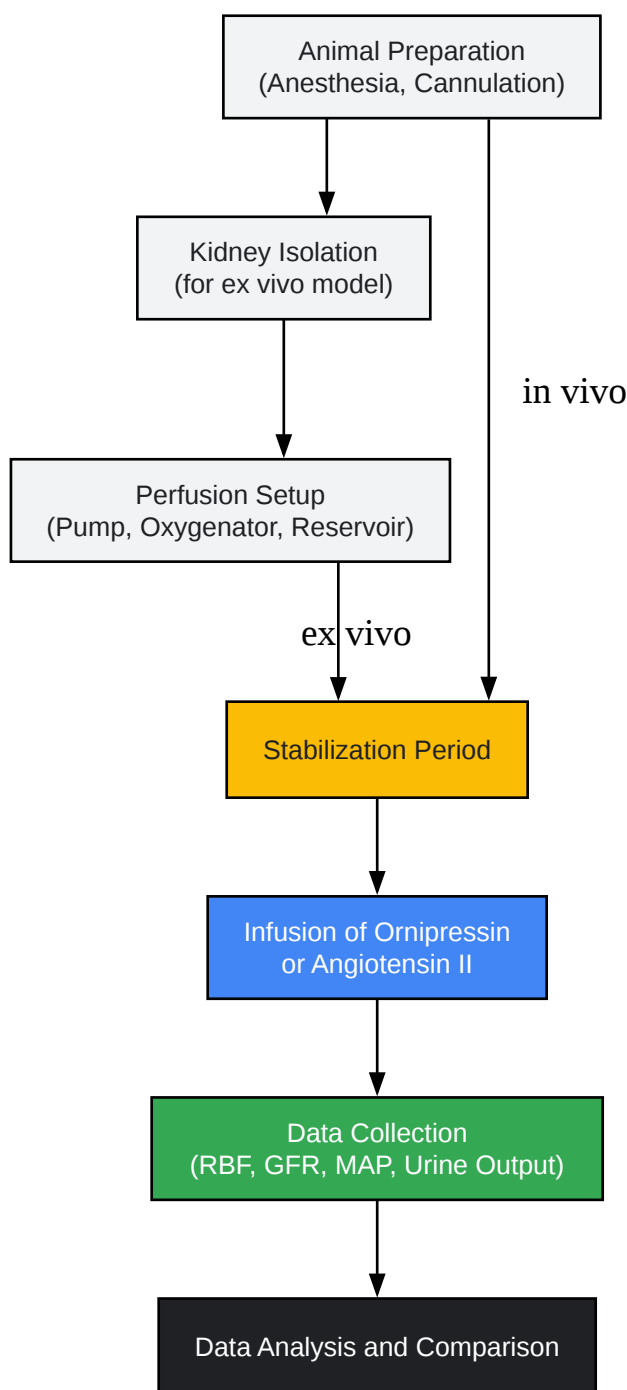 Animal Preparation
(Anesthesia, Cannulation)
Kidney Isolation
(for ex vivo model)
in vivo
Perfusion Setup
(Pump, Oxygenator, Reservoir)
ex vivo
Stabilization Period
Infusion of Ornipressin
or Angiotensin II
Data Collection
(RBF, GFR, MAP, Urine Output)
Data Analysis and Comparison